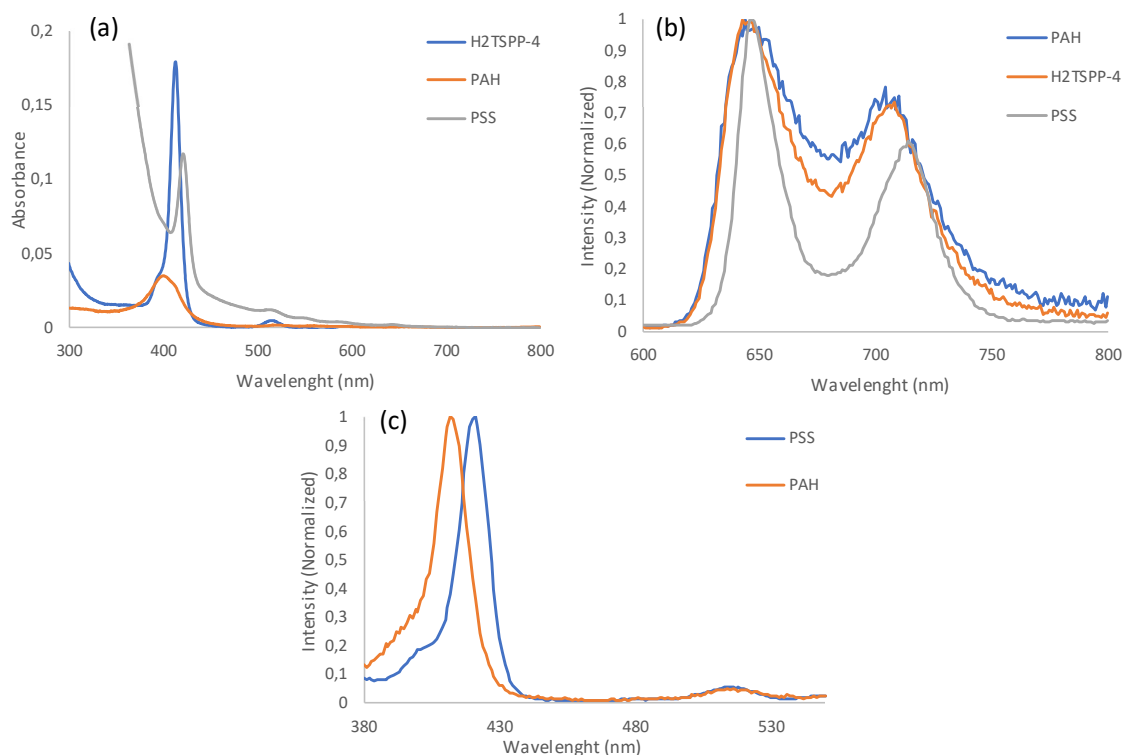 (a)
Absorbance
0,2
0,15
0,1
0,05
0
300
400
500
600
700
800
Wavelenght (nm)
H2TSPP-4
PAH
PSS
(b)
Intensity (Normalized)
1
0,9
0,8
0,7
0,6
0,5
0,4
0,3
0,2
0,1
0
600
650
700
750
800
Wavelenght (nm)
PAH
H2TSPP-4
PSS
(c)
Intensity (Normalized)
1
0,9
0,8
0,7
0,6
0,5
0,4
0,3
0,2
0,1
0
380
430
480
530
Wavelenght (nm)
PSS
PAH